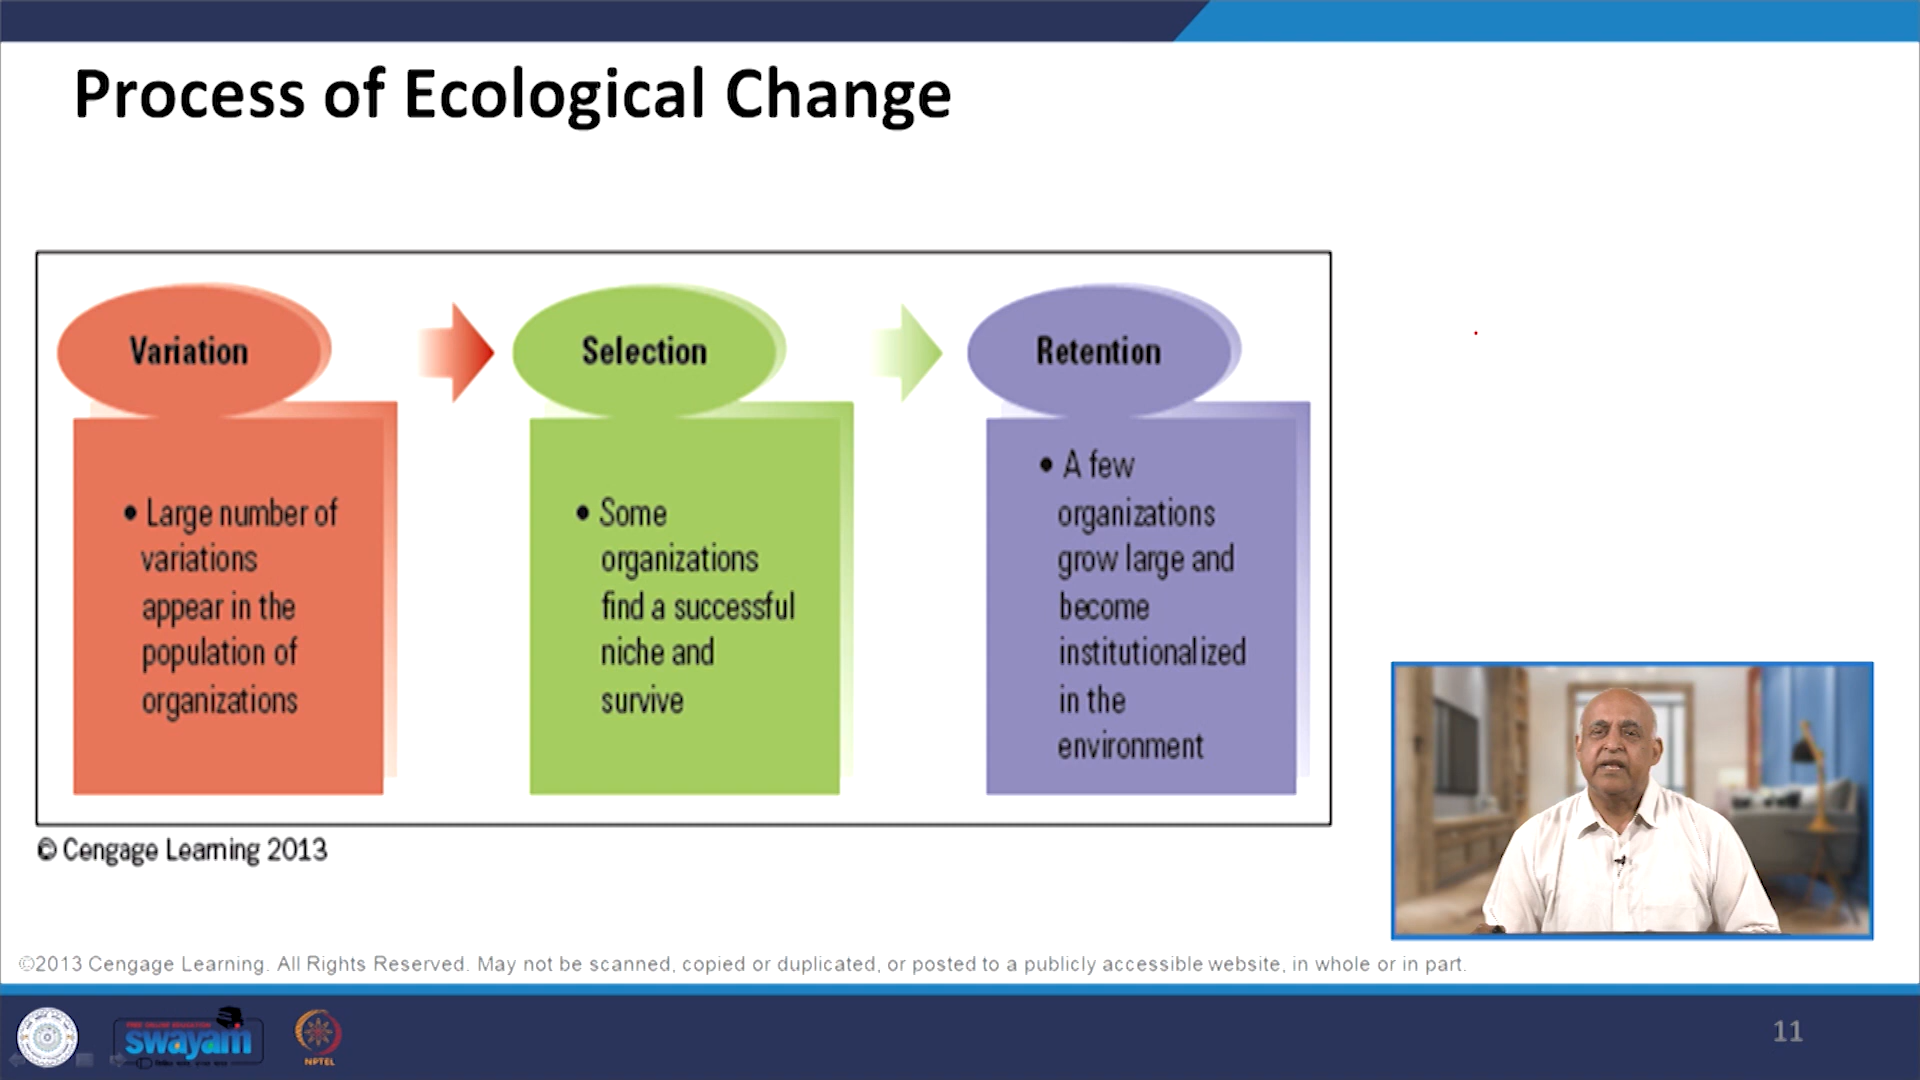 Process of Ecological Change
Variation
Selection
Retention
• Large number of
variations
appear in the
population of
organizations
• Some
organizations
find a successful
niche and
survive
• A few
organizations
grow large and
become
institutionalized
in the
environment
© Cengage Learning 2013
©2013 Cengage Learning. All Rights Reserved. May not be scanned, copied or duplicated, or posted to a publicly accessible website, in whole or in part.
FREE ONLINE EDUCATION
swayam
NPTEL
11